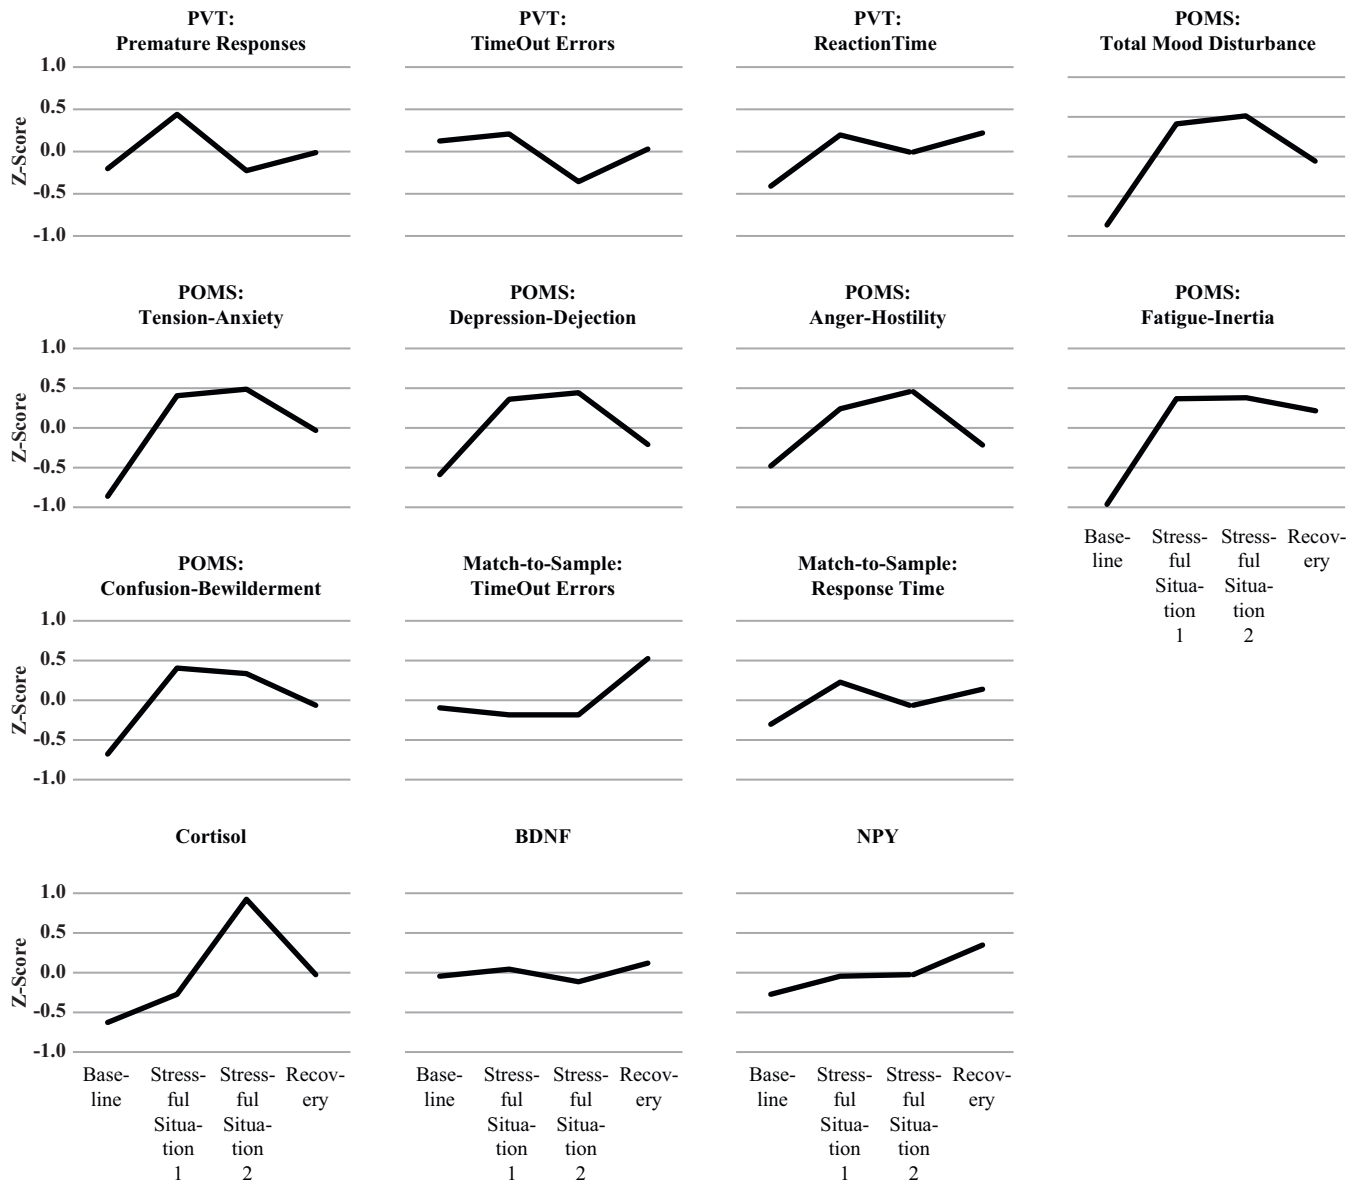 PVT:
Premature Responses
PVT:
TimeOut Errors
PVT:
ReactionTime
POMS:
Total Mood Disturbance
Z-Score
1.0
0.5
0.0
-0.5
-1.0
POMS:
Tension-Anxiety
POMS:
Depression-Dejection
POMS:
Anger-Hostility
POMS:
Fatigue-Inertia
Z-Score
1.0
0.5
0.0
-0.5
-1.0
Base-
line
Stress-
ful
Situa-
tion
1
Stress-
ful
Situa-
tion
2
Recov-
ery
POMS:
Confusion-Bewilderment
Match-to-Sample:
TimeOut Errors
Match-to-Sample:
Response Time
Z-Score
1.0
0.5
0.0
-0.5
-1.0
Cortisol
BDNF
NPY
Z-Score
1.0
0.5
0.0
-0.5
-1.0
Base-
line
Stress-
ful
Situa-
tion
1
Stress-
ful
Situa-
tion
2
Recov-
ery
Base-
line
Stress-
ful
Situa-
tion
1
Stress-
ful
Situa-
tion
2
Recov-
ery
Base-
line
Stress-
ful
Situa-
tion
1
Stress-
ful
Situa-
tion
2
Recov-
ery